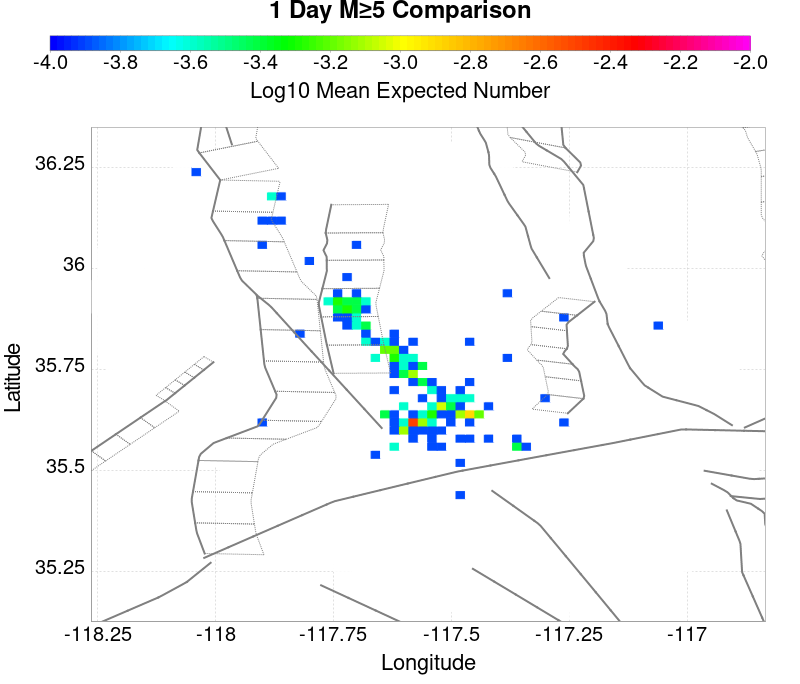 1 Day M≥5 Comparison
-4.0 -3.8 -3.6 -3.4 -3.2 -3.0 -2.8 -2.6 -2.4 -2.2 -2.0
Log10 Mean Expected Number
36.25
36
35.75
35.5
35.25
Latitude
-118.25 -118 -117.75 -117.5 -117.25 -117
Longitude